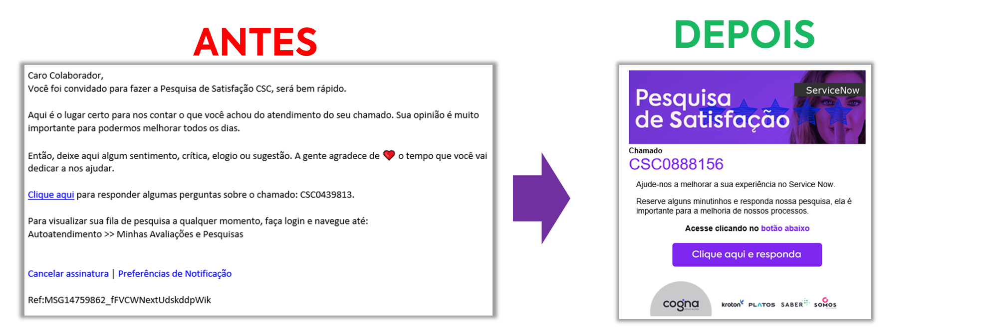 ANTES
Caro Colaborador,
Você foi convidado para fazer a Pesquisa de Satisfação CSC, será bem rápido.
Aqui é o lugar certo para nos contar o que você achou do atendimento do seu chamado. Sua opinião é muito
importante para podermos melhorar todos os dias.
Então, deixe aqui algum sentimento, crítica, elogio ou sugestão. A gente agradece de ❤ o tempo que você vai
dedicar a nos ajudar.
Clique aqui para responder algumas perguntas sobre o chamado: CSC0439813.
Para visualizar sua fila de pesquisa a qualquer momento, faça login e navegue até:
Autoatendimento >> Minhas Avaliações e Pesquisas
Cancelar assinatura | Preferências de Notificação
Ref:MSG14759862_fFVCWNextUdskddpWik
DEPOIS
ServiceNow
Pesquisa
de Satisfação
Chamado
CSC0888156
Ajude-nos a melhorar a sua experiência no Service Now.
Reserve alguns minutinhos e responda nossa pesquisa, ela é
importante para a melhoria de nossos processos.
Acesse clicando no botão abaixo
Clique aqui e responda
cogna
EDUCAÇÃO
kroton PLATOS SABER SOMOS